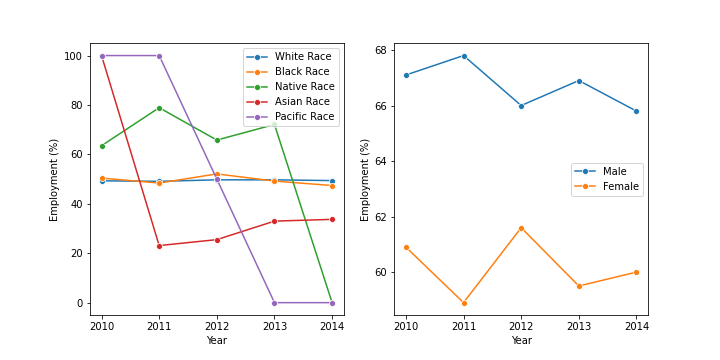 100
80
60
40
20
0
Employment (%)
2010 2011 2012 2013 2014
Year
White Race
Black Race
Native Race
Asian Race
Pacific Race
68
66
64
62
60
Employment (%)
2010 2011 2012 2013 2014
Year
Male
Female